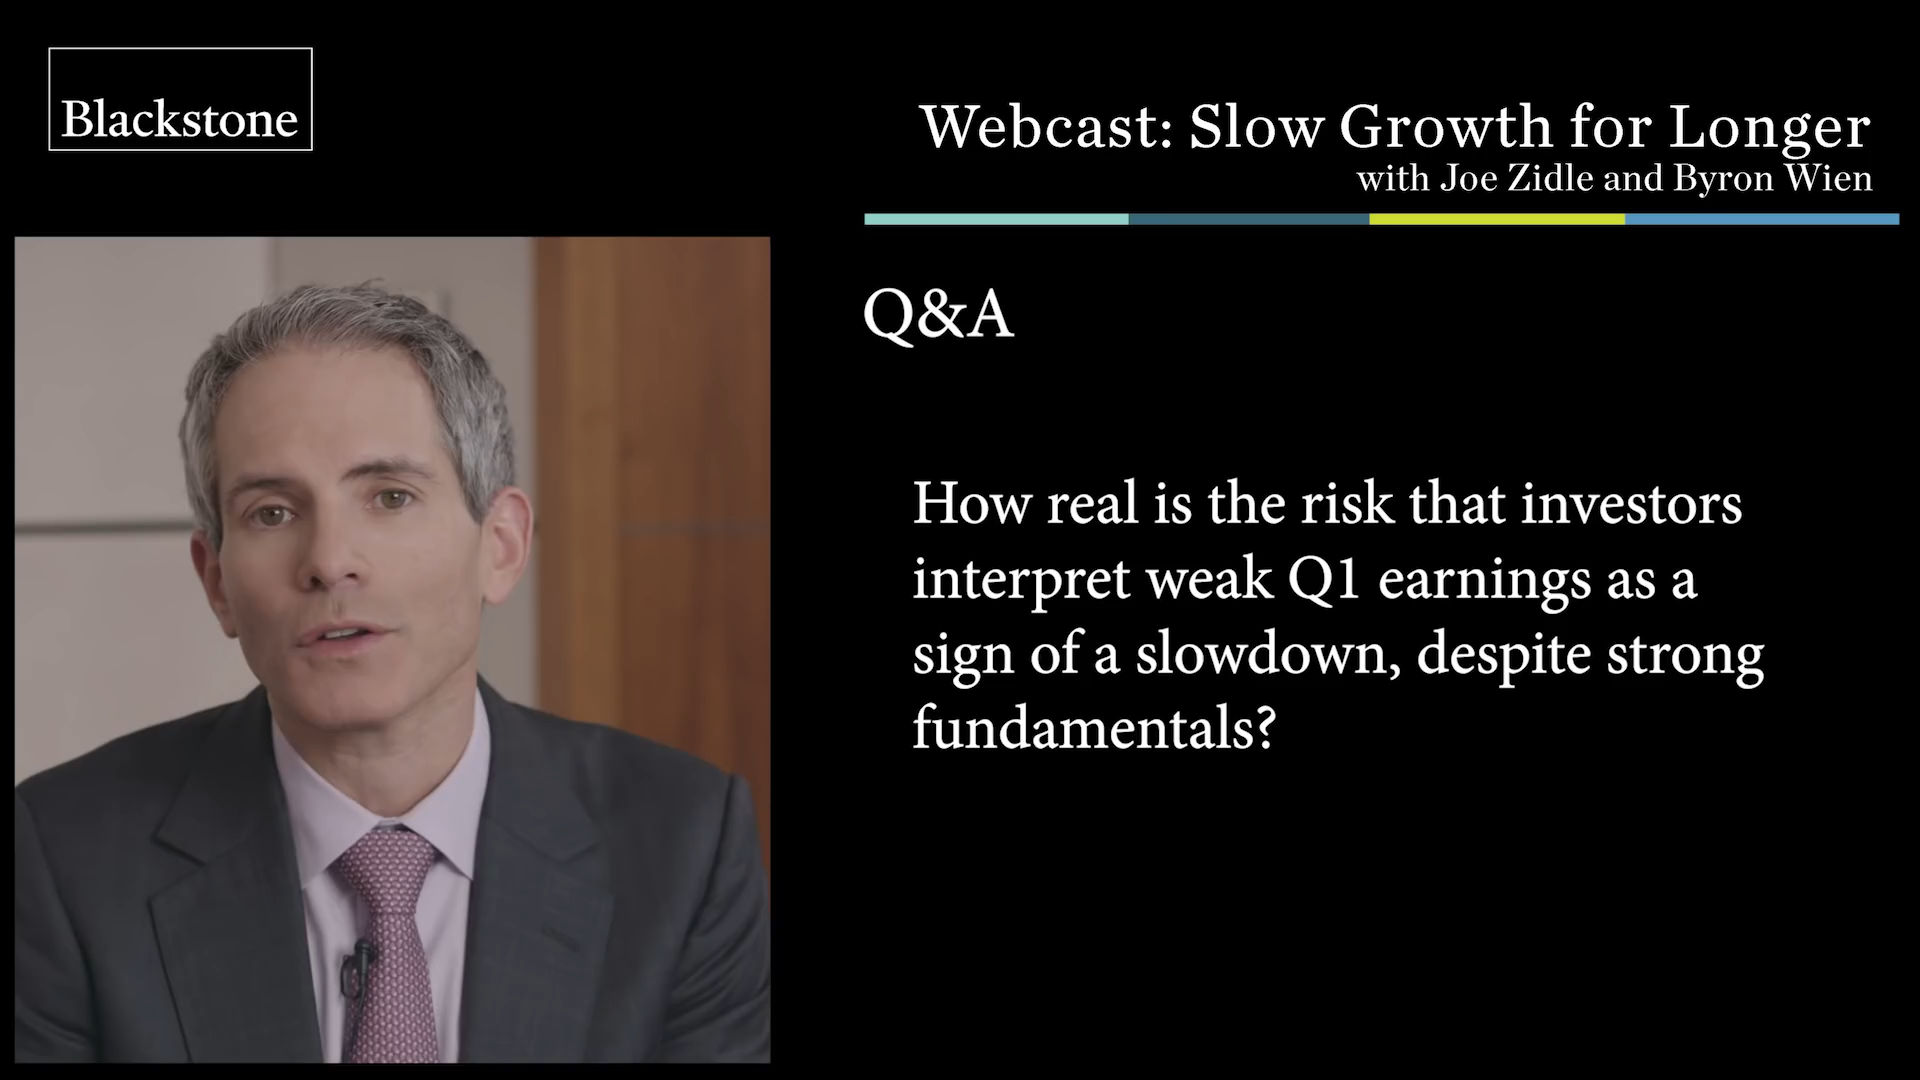 Blackstone
Webcast: Slow Growth for Longer
with Joe Zidle and Byron Wien
Q&A
How real is the risk that investors
interpret weak Q1 earnings as a
sign of a slowdown, despite strong
fundamentals?